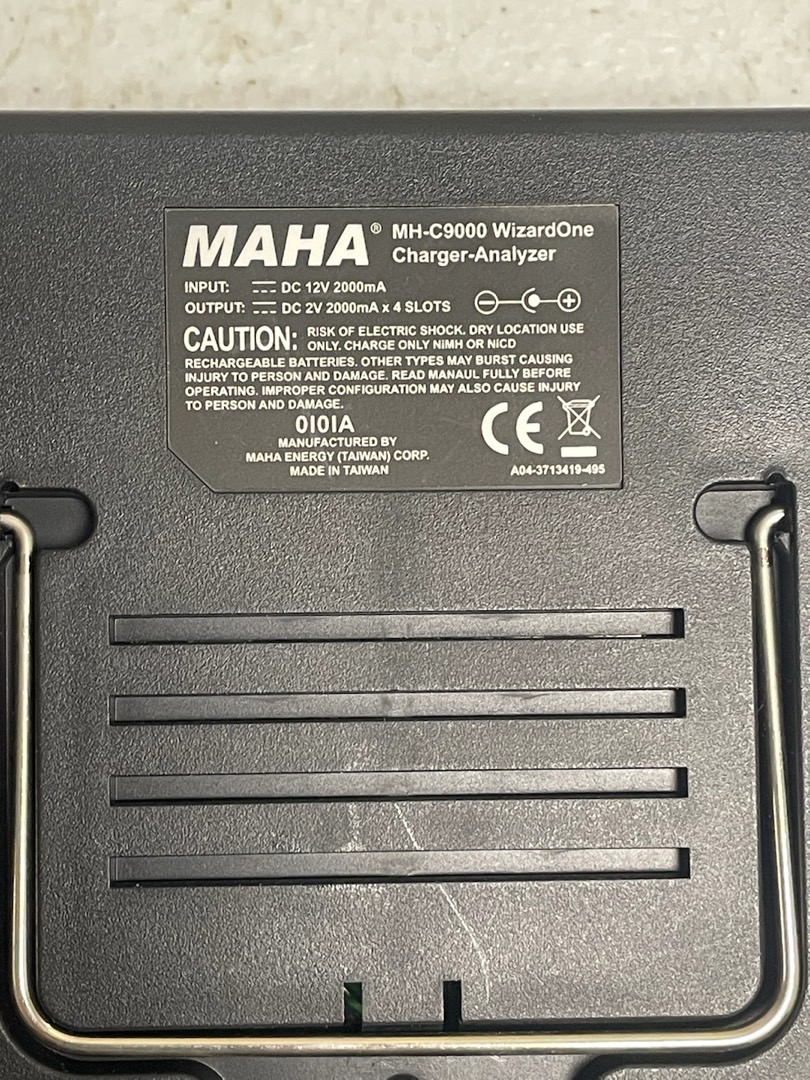 MAHA® MH-C9000 WizardOne
Charger-Analyzer
INPUT: DC 12V 2000mA
OUTPUT: DC 2V 2000mA x 4 SLOTS
CAUTION: RISK OF ELECTRIC SHOCK. DRY LOCATION USE
ONLY. CHARGE ONLY NiMH OR NiCD
RECHARGEABLE BATTERIES. OTHER TYPES MAY BURST CAUSING
INJURY TO PERSON AND DAMAGE. READ MANAUL FULLY BEFORE
OPERATING. IMPROPER CONFIGURATION MAY ALSO CAUSE INJURY
TO PERSON AND DAMAGE.
0I0IA
MANUFACTURED BY
MAHA ENERGY (TAIWAN) CORP.
MADE IN TAIWAN
CE
A04-3713419-495